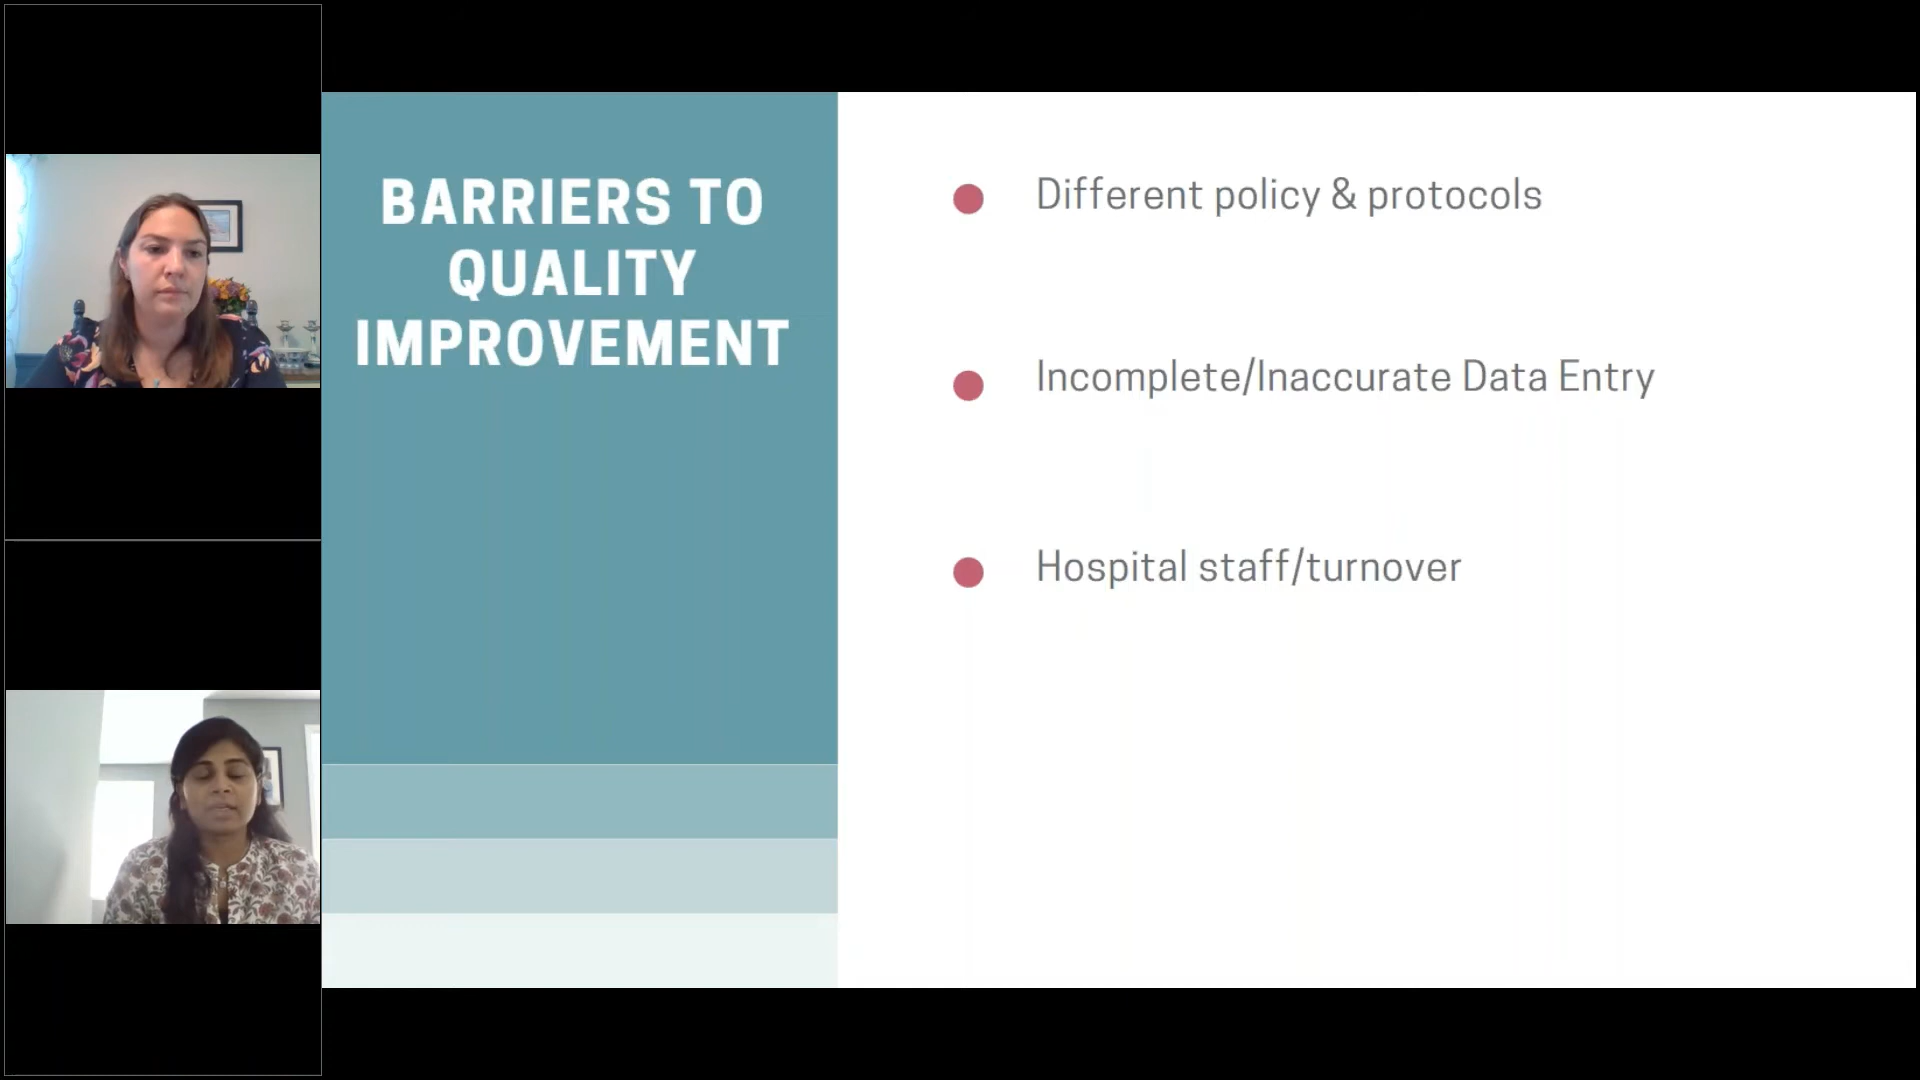 BARRIERS TO
QUALITY
IMPROVEMENT
Different policy & protocols
Incomplete/Inaccurate Data Entry
Hospital staff/turnover